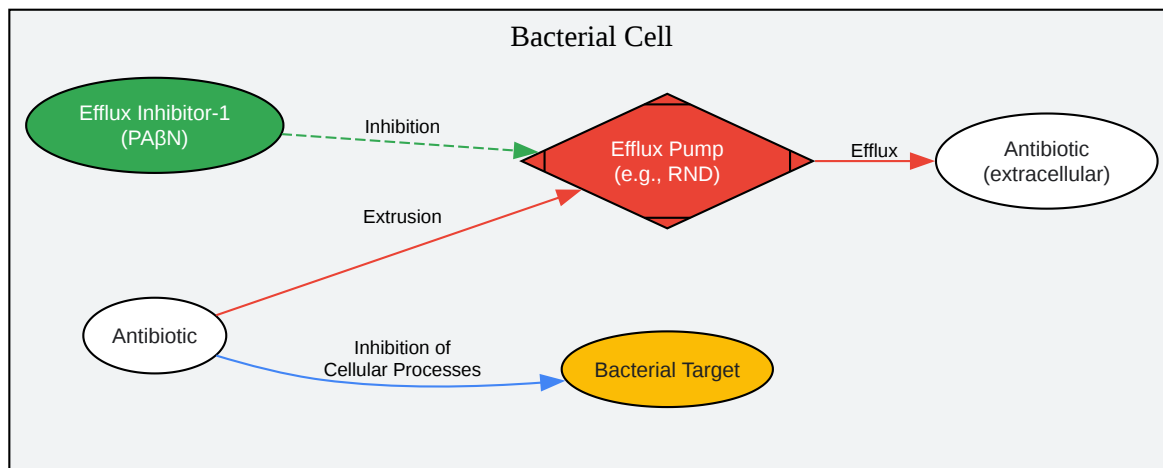 Bacterial Cell
Efflux Inhibitor-1
(PAβN)
Inhibition
Efflux Pump
(e.g., RND)
Efflux
Antibiotic
(extracellular)
Extrusion
Antibiotic
Inhibition of
Cellular Processes
Bacterial Target